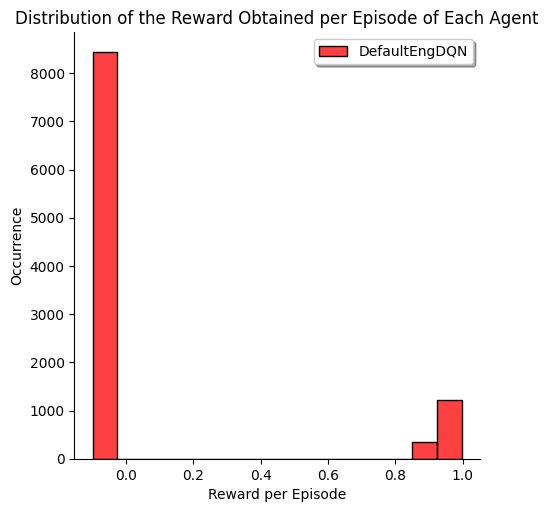 Distribution of the Reward Obtained per Episode of Each Agent
DefaultEngDQN
8000
7000
6000
5000
4000
3000
2000
1000
0
Occurrence
0.0 0.2 0.4 0.6 0.8 1.0
Reward per Episode